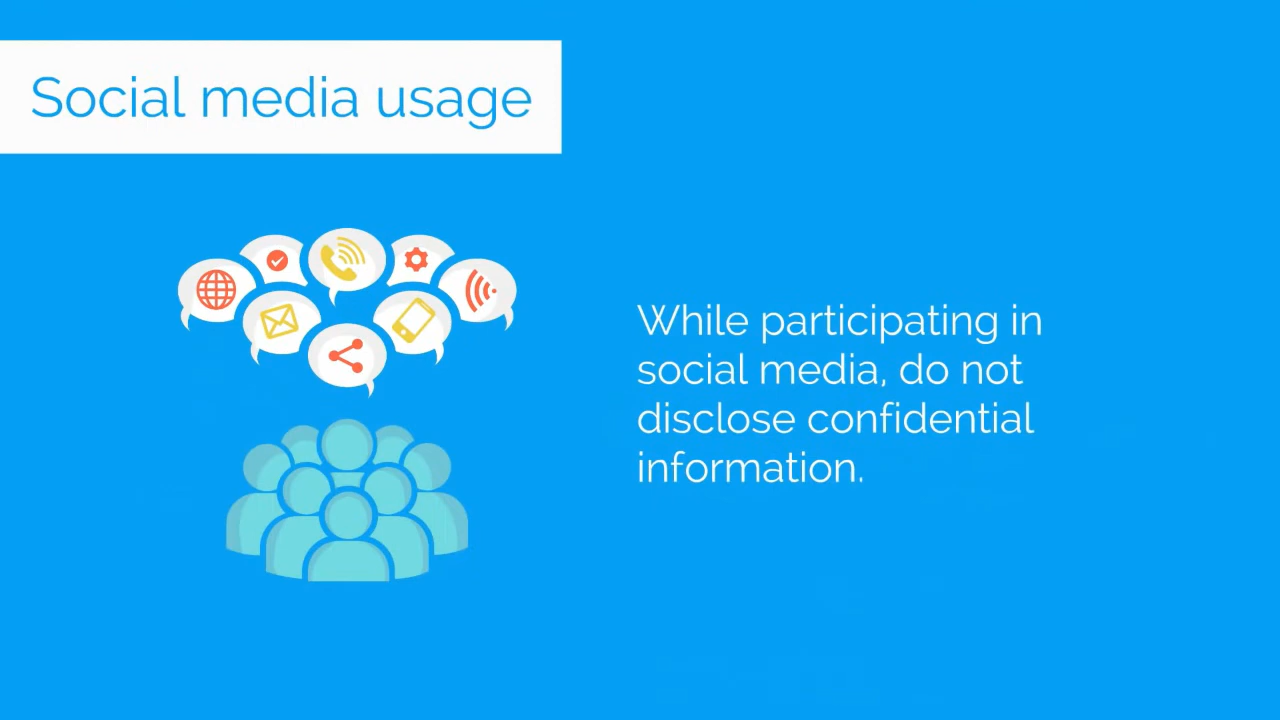 Social media usage
While participating in
social media, do not
disclose confidential
information.